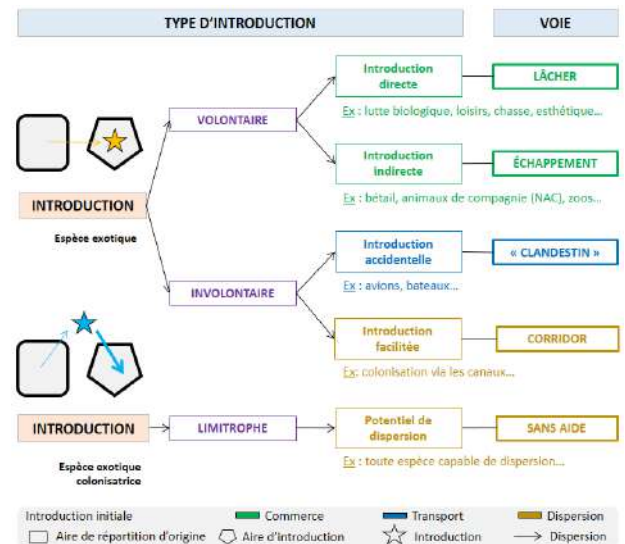 TYPE D'INTRODUCTION
VOIE
Introduction
directe
LÂCHER
Ex : lutte biologique, loisirs, chasse, esthétique...
VOLONTAIRE
Introduction
indirecte
ÉCHAPPEMENT
Ex : bétail, animaux de compagnie (NAC), zoos...
INTRODUCTION
Espèce exotique
Introduction
accidentelle
« CLANDESTIN »
Ex : avions, bateaux...
INVOLONTAIRE
Introduction
facilitée
CORRIDOR
Ex: colonisation via les canaux...
INTRODUCTION
LIMITROPHE
Potentiel de
dispersion
SANS AIDE
Espèce exotique
colonisatrice
Ex : toute espèce capable de dispersion...
Introduction initiale
Commerce
Transport
Dispersion
Aire de répartition d'origine
Aire d'introduction
Introduction
Dispersion